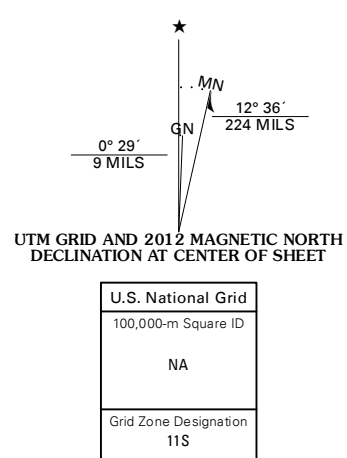 ★
MN
12° 36´
224 MILS
GN
0° 29´
9 MILS
UTM GRID AND 2012 MAGNETIC NORTH
DECLINATION AT CENTER OF SHEET
U.S. National Grid
100,000-m Square ID
NA
Grid Zone Designation
11S